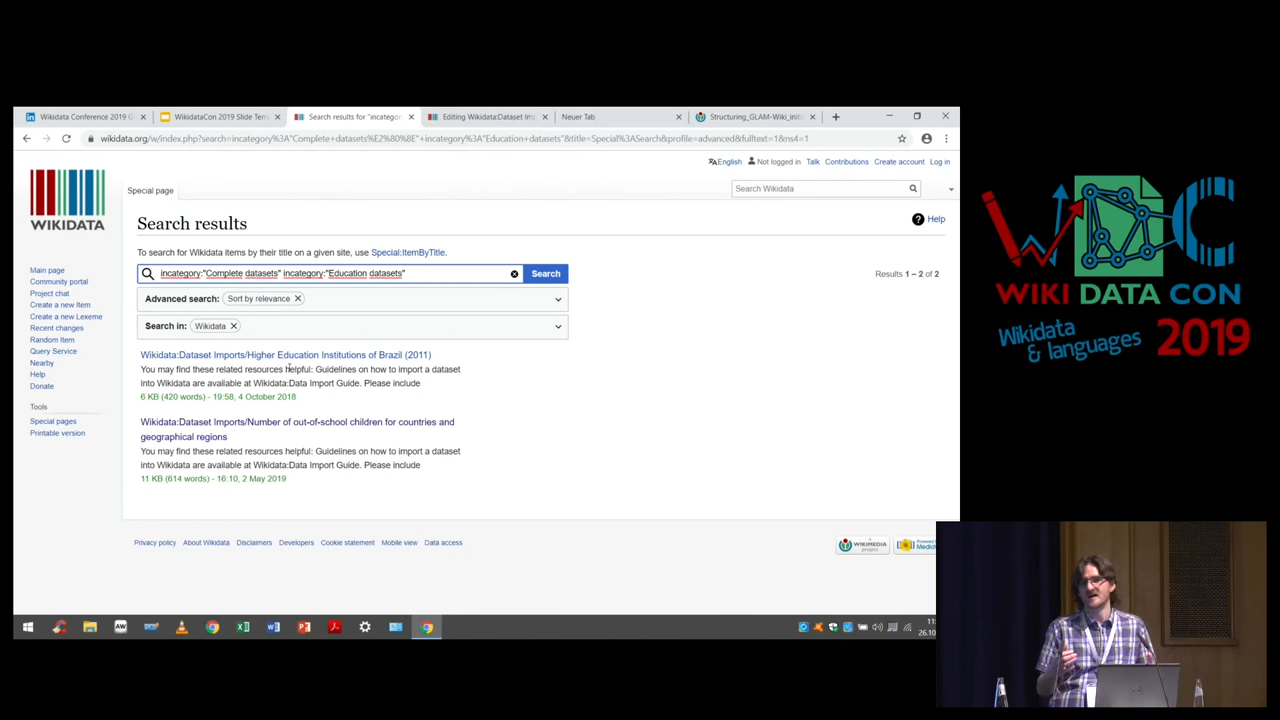 Wikidata Conference 2019 G
WikidataCon 2019 Slide Tem
Search results for "incategor
Editing Wikidata:Dataset Im
Neuer Tab
Structuring_GLAM-Wiki_initi
wikidata.org/w/index.php?search=incategory%3A"Complete+datasets%E2%80%8E"+incategory%3A"Education+datasets"&title=Special%3ASearch&profile=advanced&fulltext=1&ns4=1
English Not logged in Talk Contributions Create account Log in
WIKIDATA
Special page
Search Wikidata
Search results
Help
To search for Wikidata items by their title on a given site, use Special:ItemByTitle.
incategory:"Complete datasets" incategory:"Education datasets"
Search
Results 1 – 2 of 2
Advanced search: Sort by relevance
Search in: Wikidata
Main page
Community portal
Project chat
Create a new Item
Create a new Lexeme
Recent changes
Random Item
Query Service
Nearby
Help
Donate
Tools
Special pages
Printable version
Wikidata:Dataset Imports/Higher Education Institutions of Brazil (2011)
You may find these related resources helpful: Guidelines on how to import a dataset
into Wikidata are available at Wikidata:Data Import Guide. Please include
6 KB (420 words) - 19:58, 4 October 2018
Wikidata:Dataset Imports/Number of out-of-school children for countries and
geographical regions
You may find these related resources helpful: Guidelines on how to import a dataset
into Wikidata are available at Wikidata:Data Import Guide. Please include
11 KB (614 words) - 16:10, 2 May 2019
Privacy policy About Wikidata Disclaimers Developers Cookie statement Mobile view Data access
WIKIMEDIA
project
AW
26.10
WDC
WIKI DATA CON
Wikidata
& languages
2019